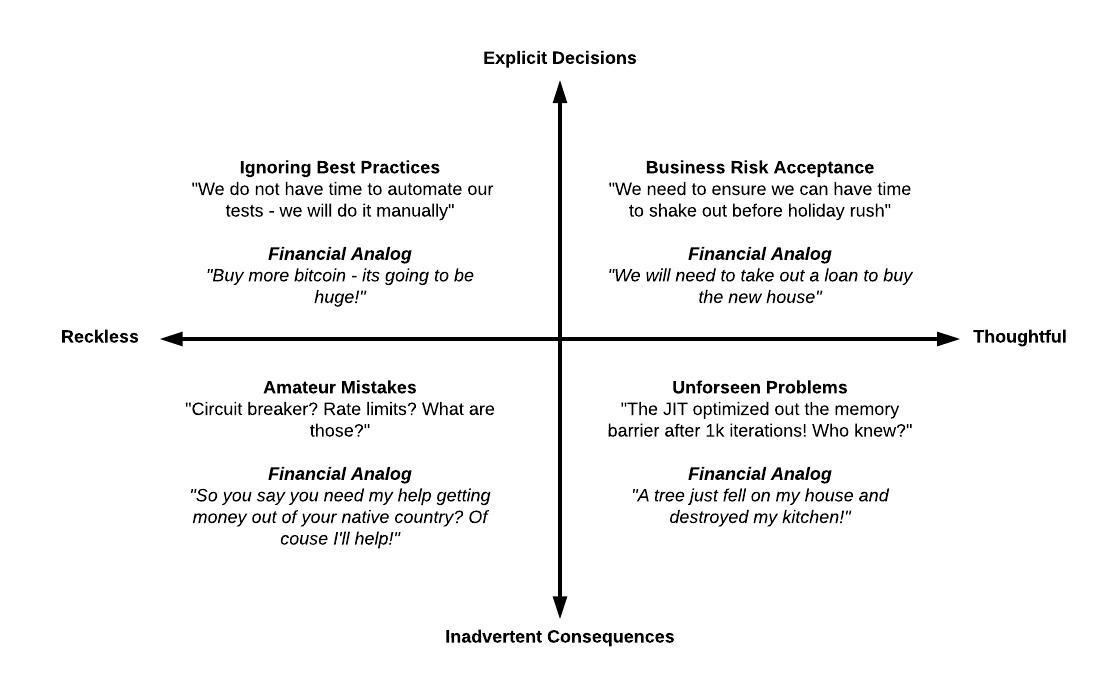 Explicit Decisions
Ignoring Best Practices
"We do not have time to automate our
tests - we will do it manually"
Financial Analog
"Buy more bitcoin - its going to be
huge!"
Business Risk Acceptance
"We need to ensure we can have time
to shake out before holiday rush"
Financial Analog
"We will need to take out a loan to buy
the new house"
Reckless
Thoughtful
Amateur Mistakes
"Circuit breaker? Rate limits? What are
those?"
Financial Analog
"So you say you need my help getting
money out of your native country? Of
couse I'll help!"
Unforseen Problems
"The JIT optimized out the memory
barrier after 1k iterations! Who knew?"
Financial Analog
"A tree just fell on my house and
destroyed my kitchen!"
Inadvertent Consequences